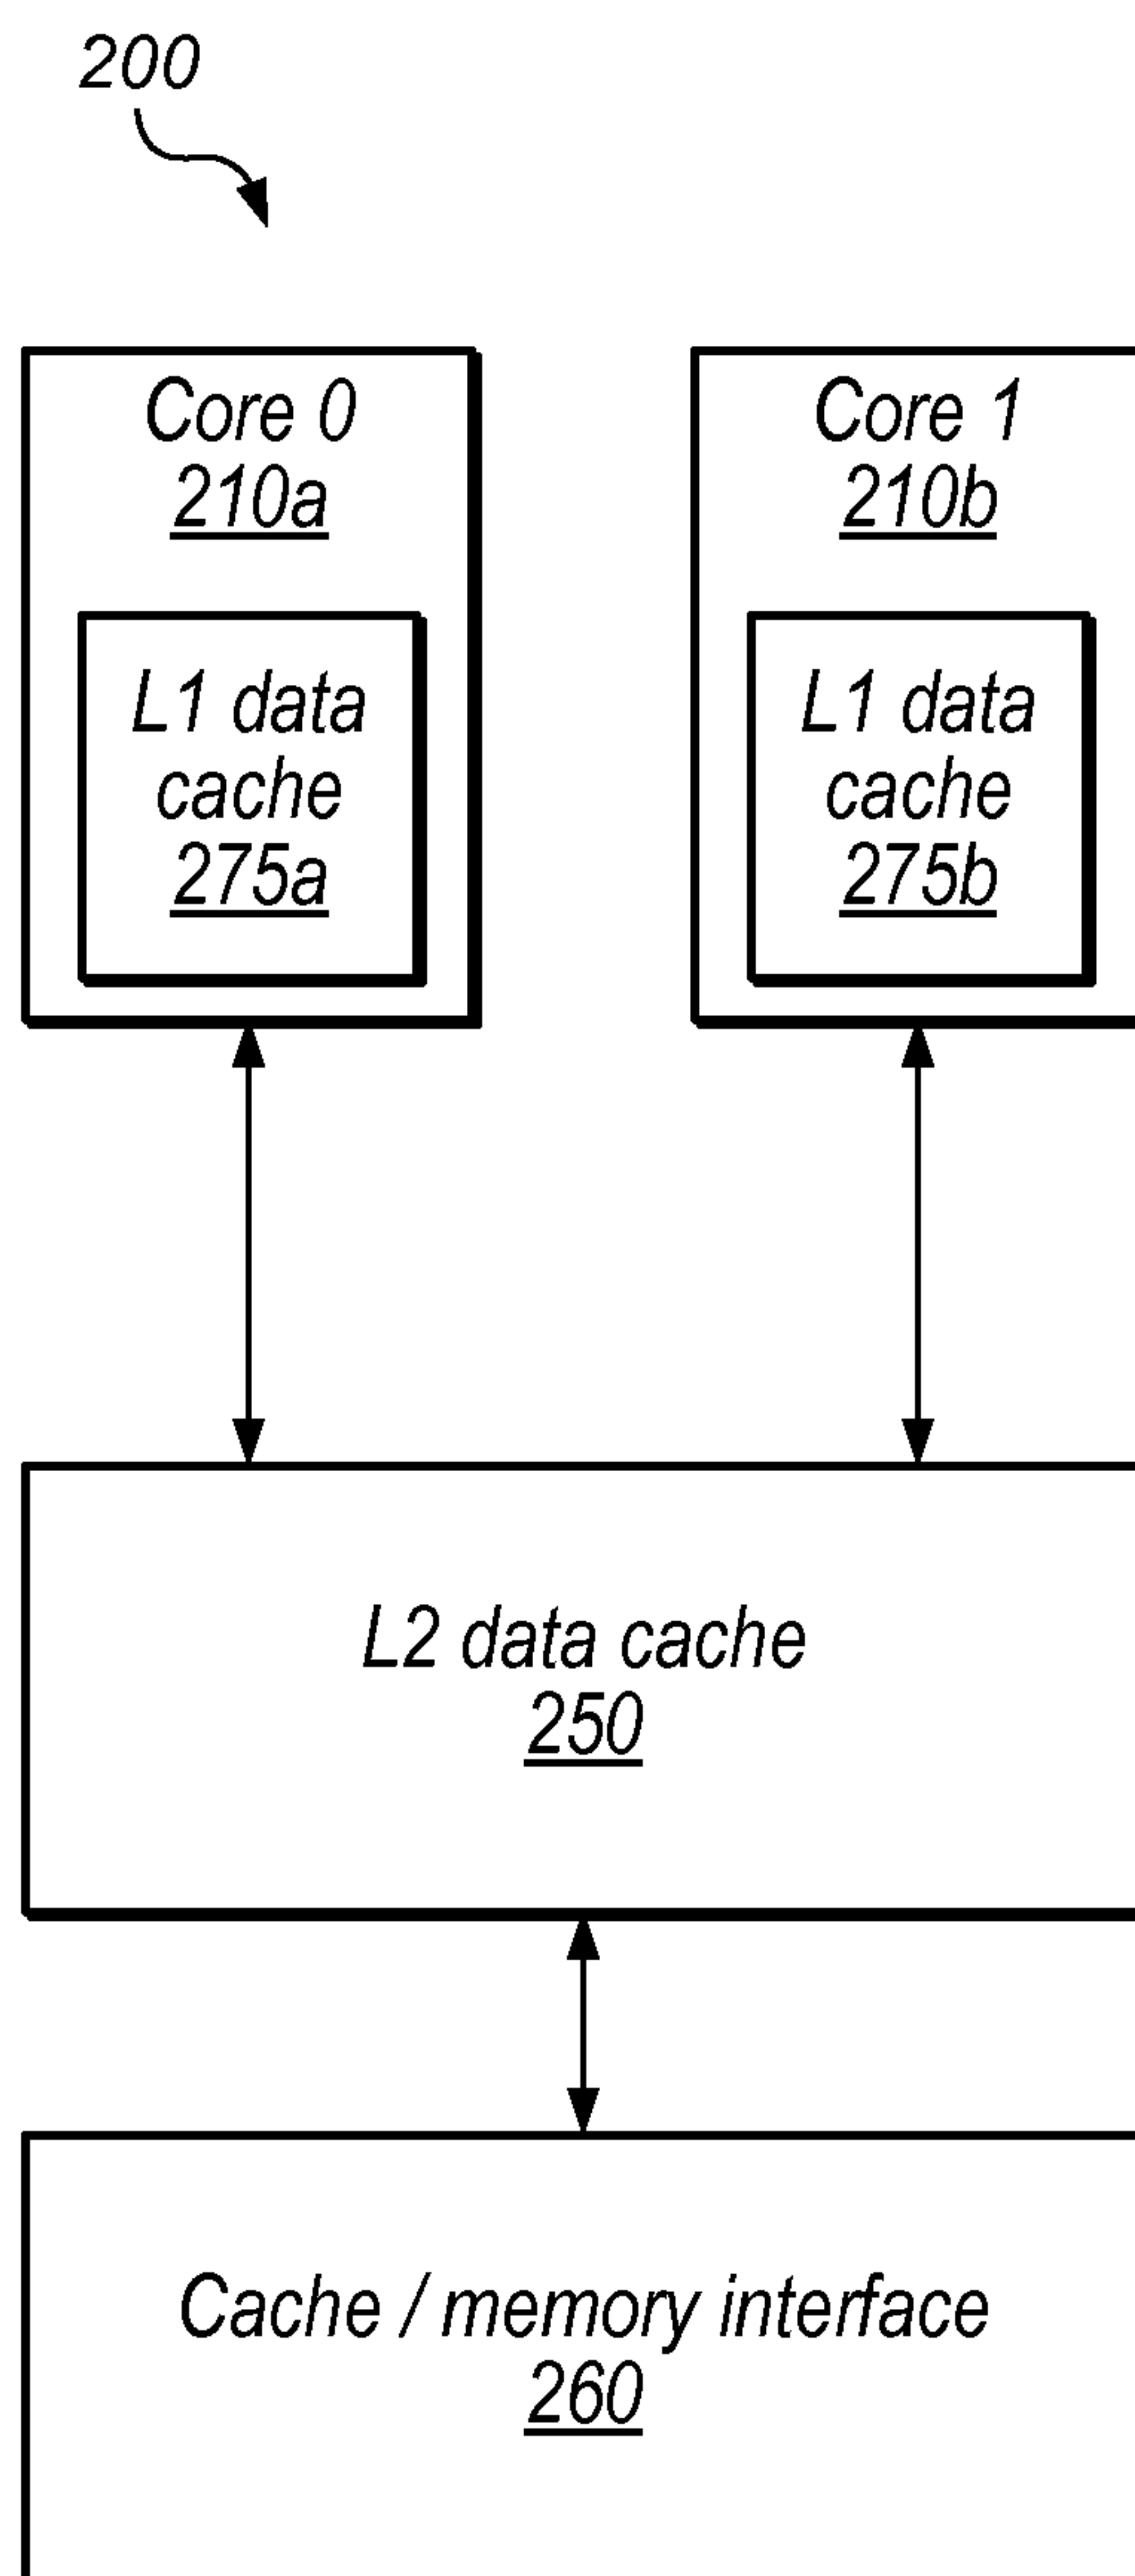 200
Core 0
210a
L1 data
cache
275a
Core 1
210b
L1 data
cache
275b
L2 data cache
250
Cache / memory interface
260